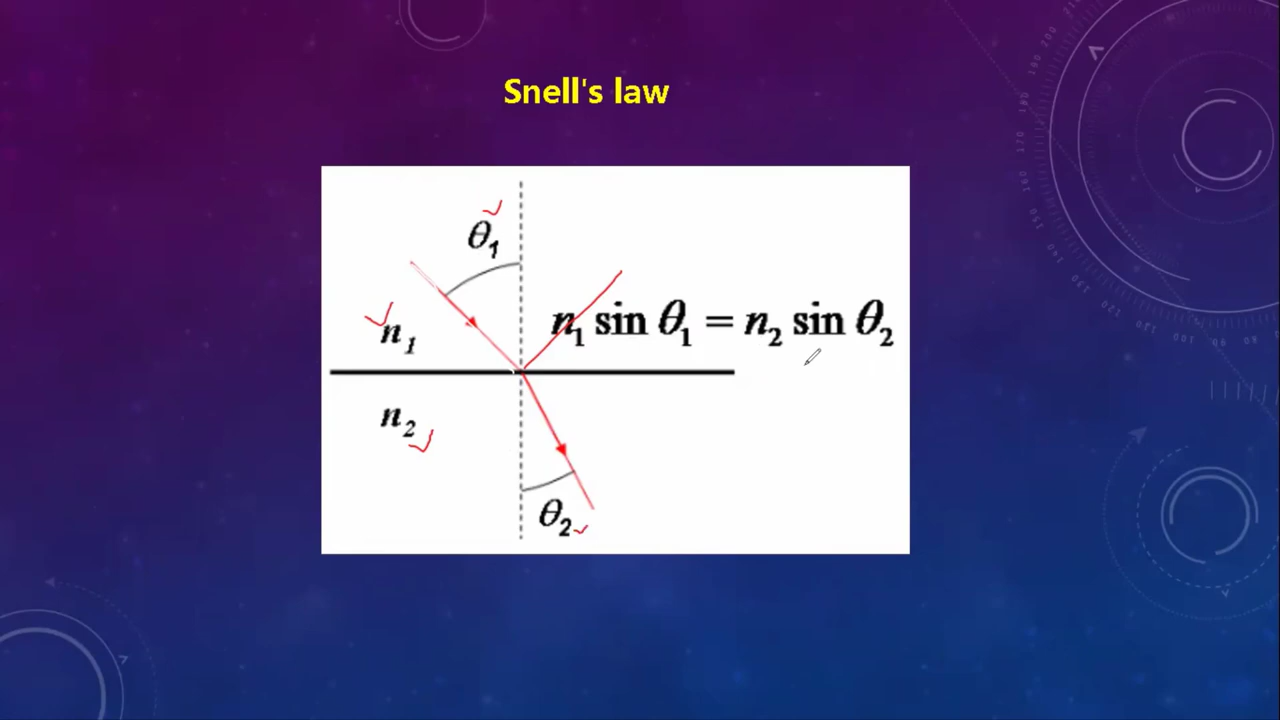 Snell's law
θ₁
n₁ sin θ₁ = n₂ sin θ₂
n₁
n₂
θ₂